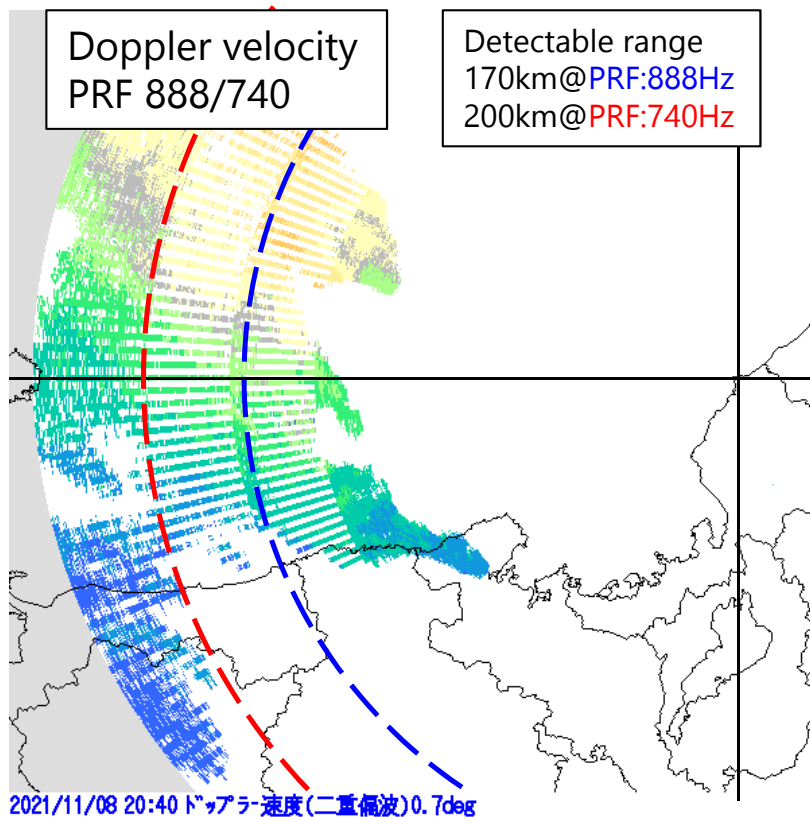 Doppler velocity
PRF 888/740
Detectable range
170km@PRF:888Hz
200km@PRF:740Hz
2021/11/08 20:40 ドップラー速度(二重偏波)0.7deg